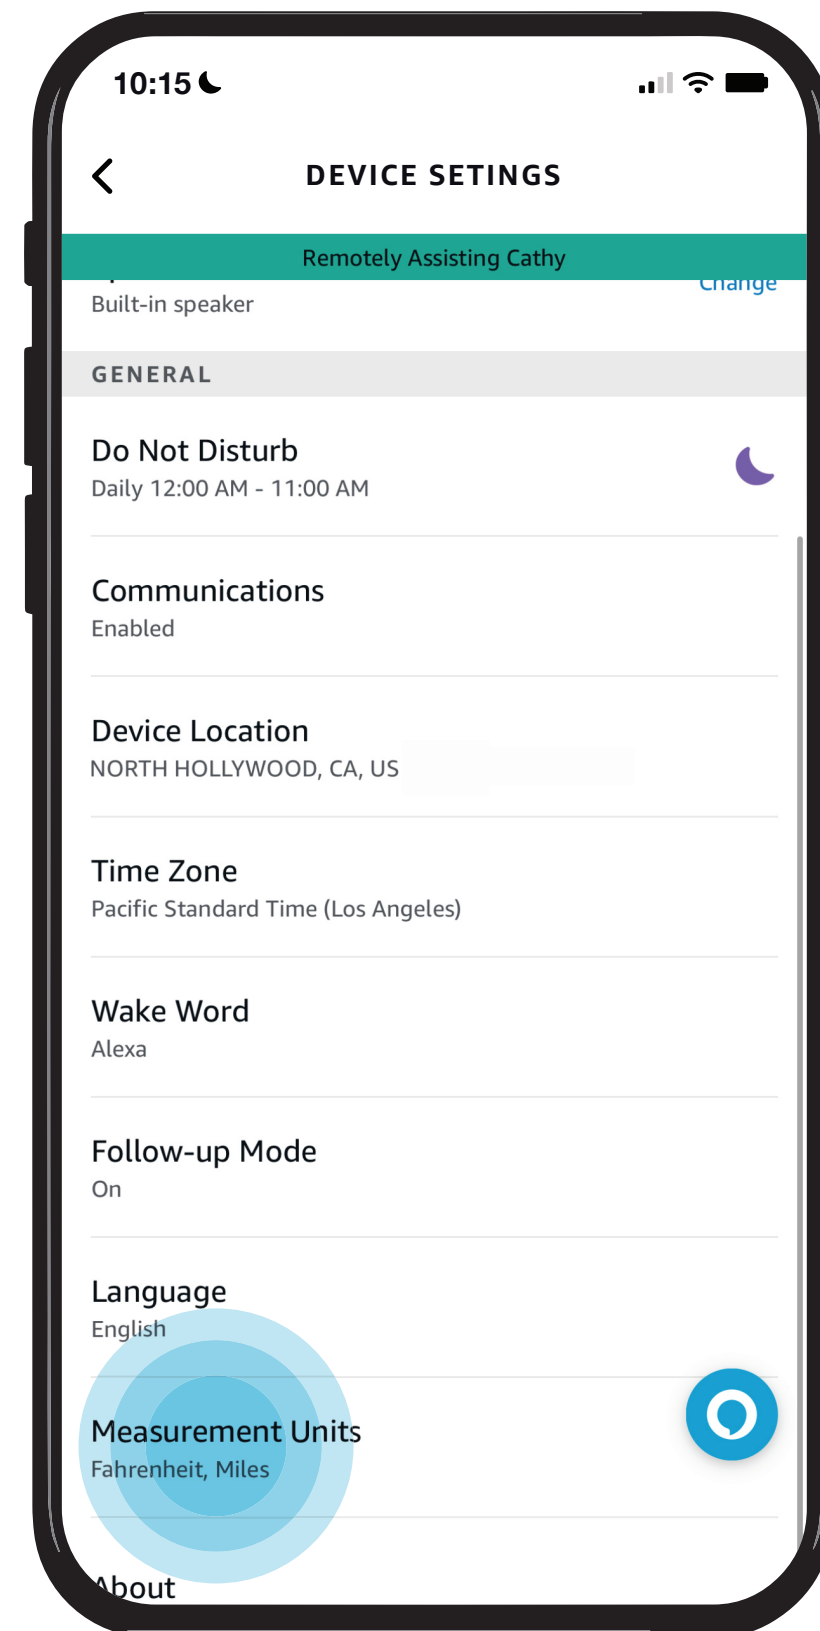 10:15
DEVICE SETINGS
Remotely Assisting Cathy
Change
Built-in speaker
GENERAL
Do Not Disturb
Daily 12:00 AM - 11:00 AM
Communications
Enabled
Device Location
NORTH HOLLYWOOD, CA, US
Time Zone
Pacific Standard Time (Los Angeles)
Wake Word
Alexa
Follow-up Mode
On
Language
English
Measurement Units
Fahrenheit, Miles
About